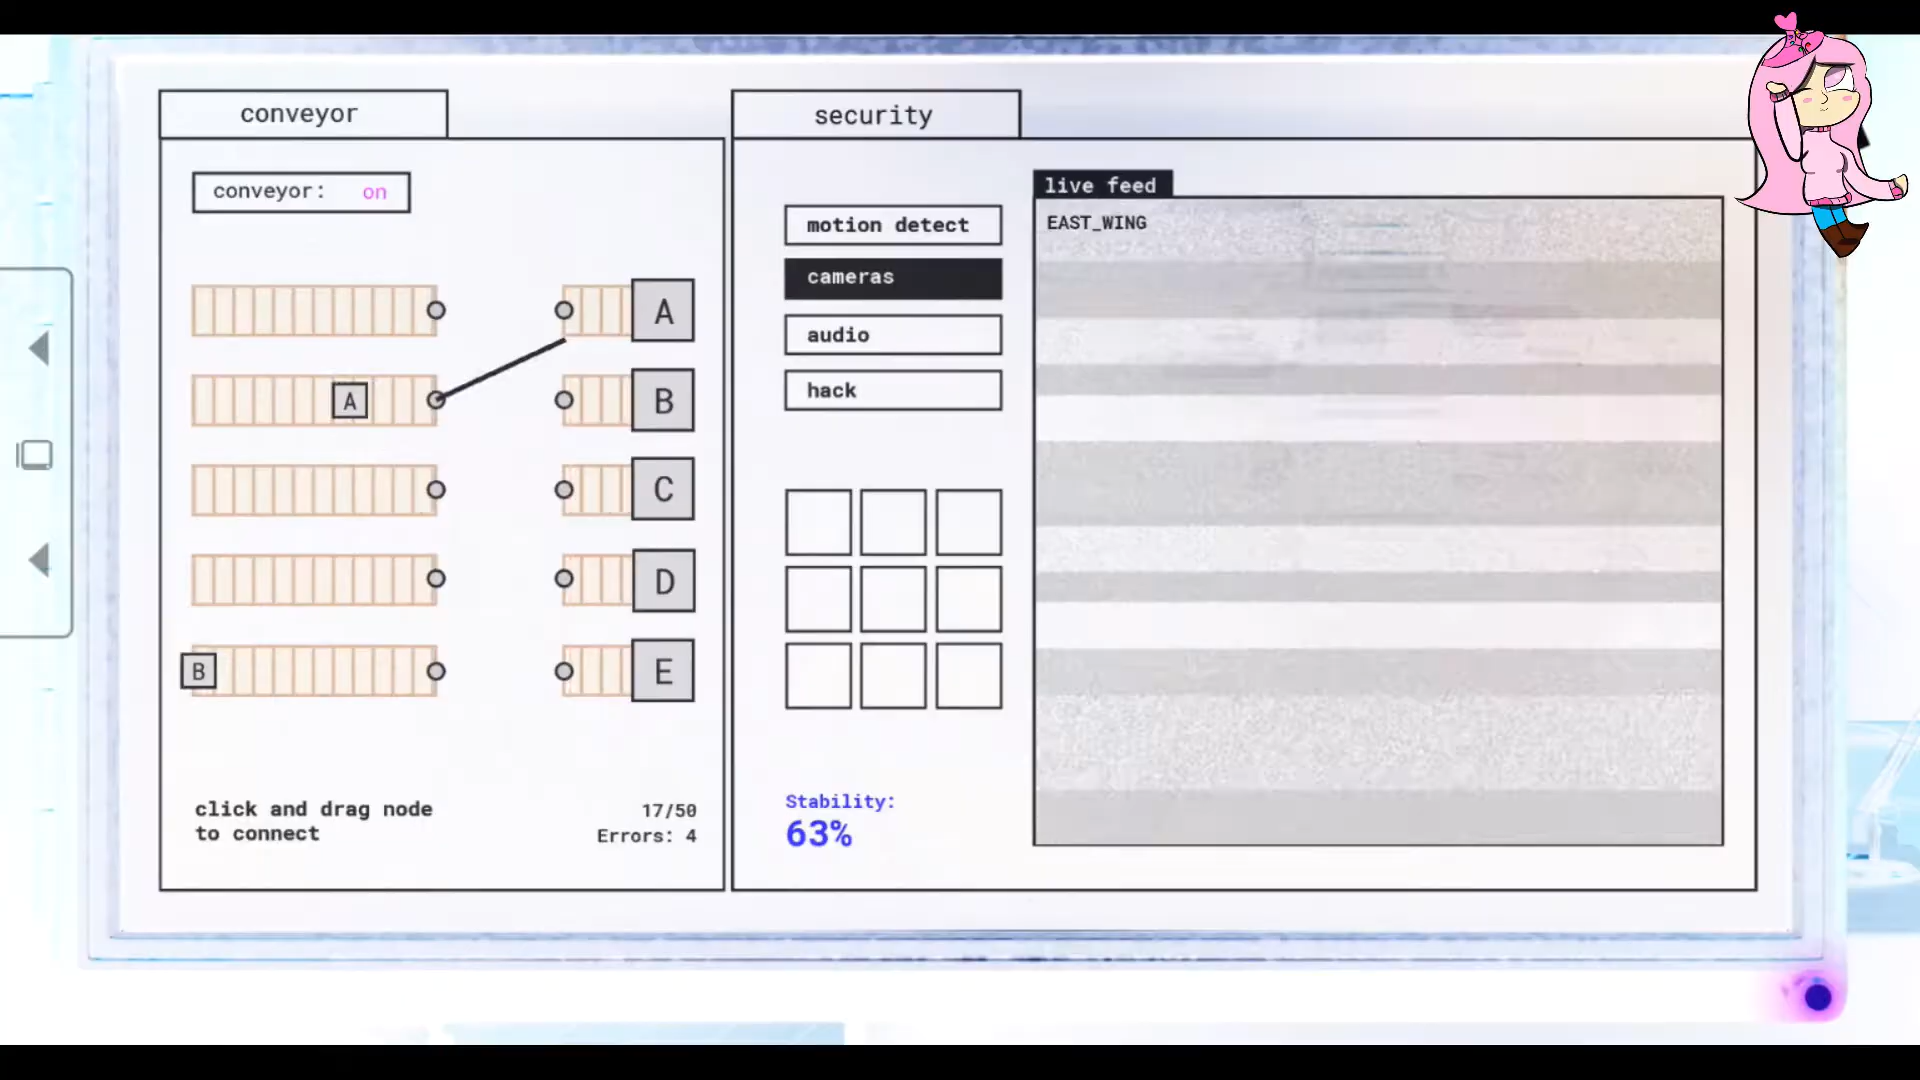 conveyor
conveyor: on
A
A
B
C
D
B
E
click and drag node
to connect
17/50
Errors: 4
security
motion detect
cameras
audio
hack
Stability:
63%
live feed
EAST_WING